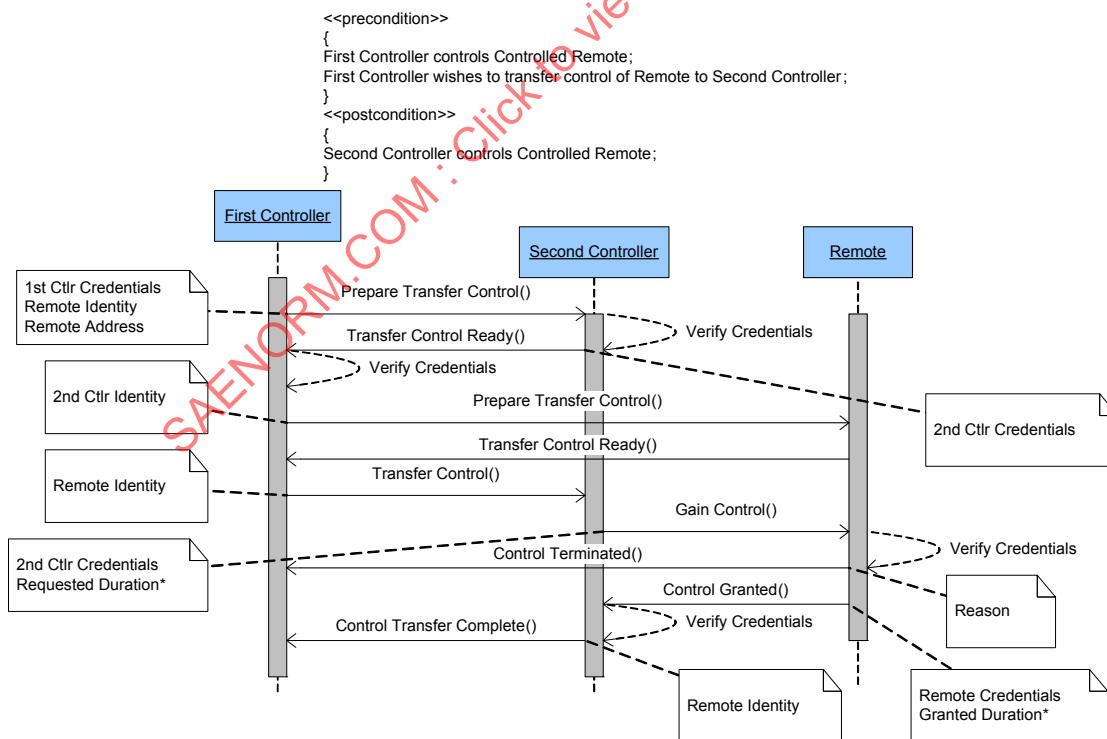 <<precondition>>
{
First Controller controls Controlled Remote;
First Controller wishes to transfer control of Remote to Second Controller;
}
<<postcondition>>
{
Second Controller controls Controlled Remote;
}
SAENORM.COM : Click to vie
First Controller
Second Controller
Remote
1st Ctlr Credentials
Remote Identity
Remote Address
Prepare Transfer Control()
Verify Credentials
Transfer Control Ready()
Verify Credentials
2nd Ctlr Identity
Prepare Transfer Control()
2nd Ctlr Credentials
Transfer Control Ready()
Remote Identity
Transfer Control()
Gain Control()
2nd Ctlr Credentials
Requested Duration*
Verify Credentials
Control Terminated()
Reason
Control Granted()
Verify Credentials
Control Transfer Complete()
Remote Identity
Remote Credentials
Granted Duration*